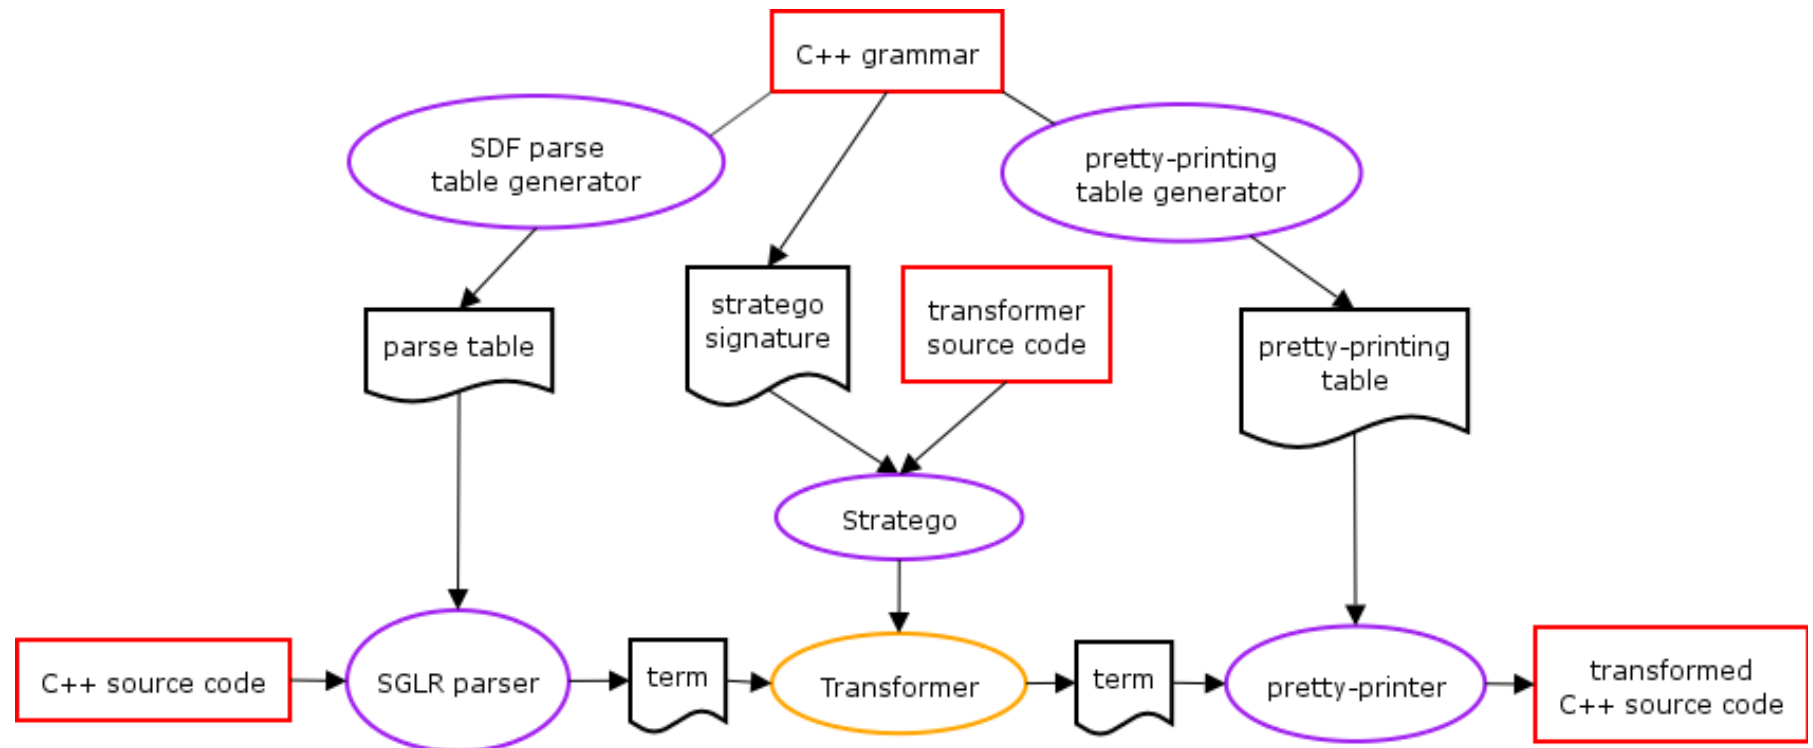 C++ grammar
SDF parse
table generator
pretty-printing
table generator
stratego
signature
transformer
source code
parse table
pretty-printing
table
Stratego
C++ source code
SGLR parser
term
Transformer
term
pretty-printer
transformed
C++ source code